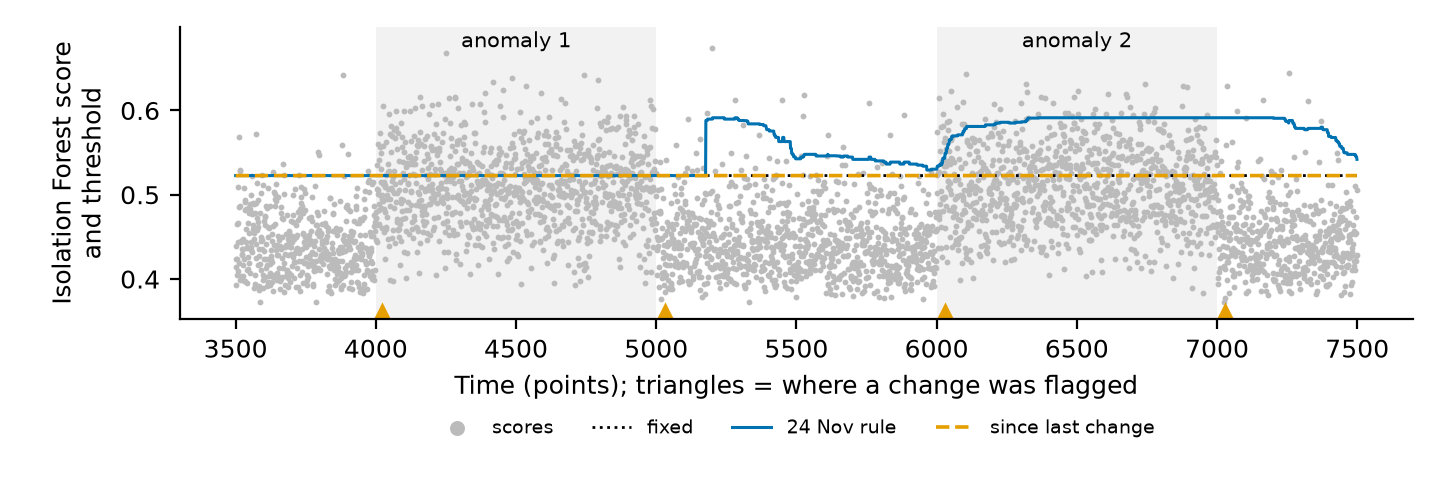 anomaly 1
anomaly 2
Isolation Forest score
and threshold
0.6
0.5
0.4
3500 4000 4500 5000 5500 6000 6500 7000 7500
Time (points); triangles = where a change was flagged
scores fixed 24 Nov rule since last change